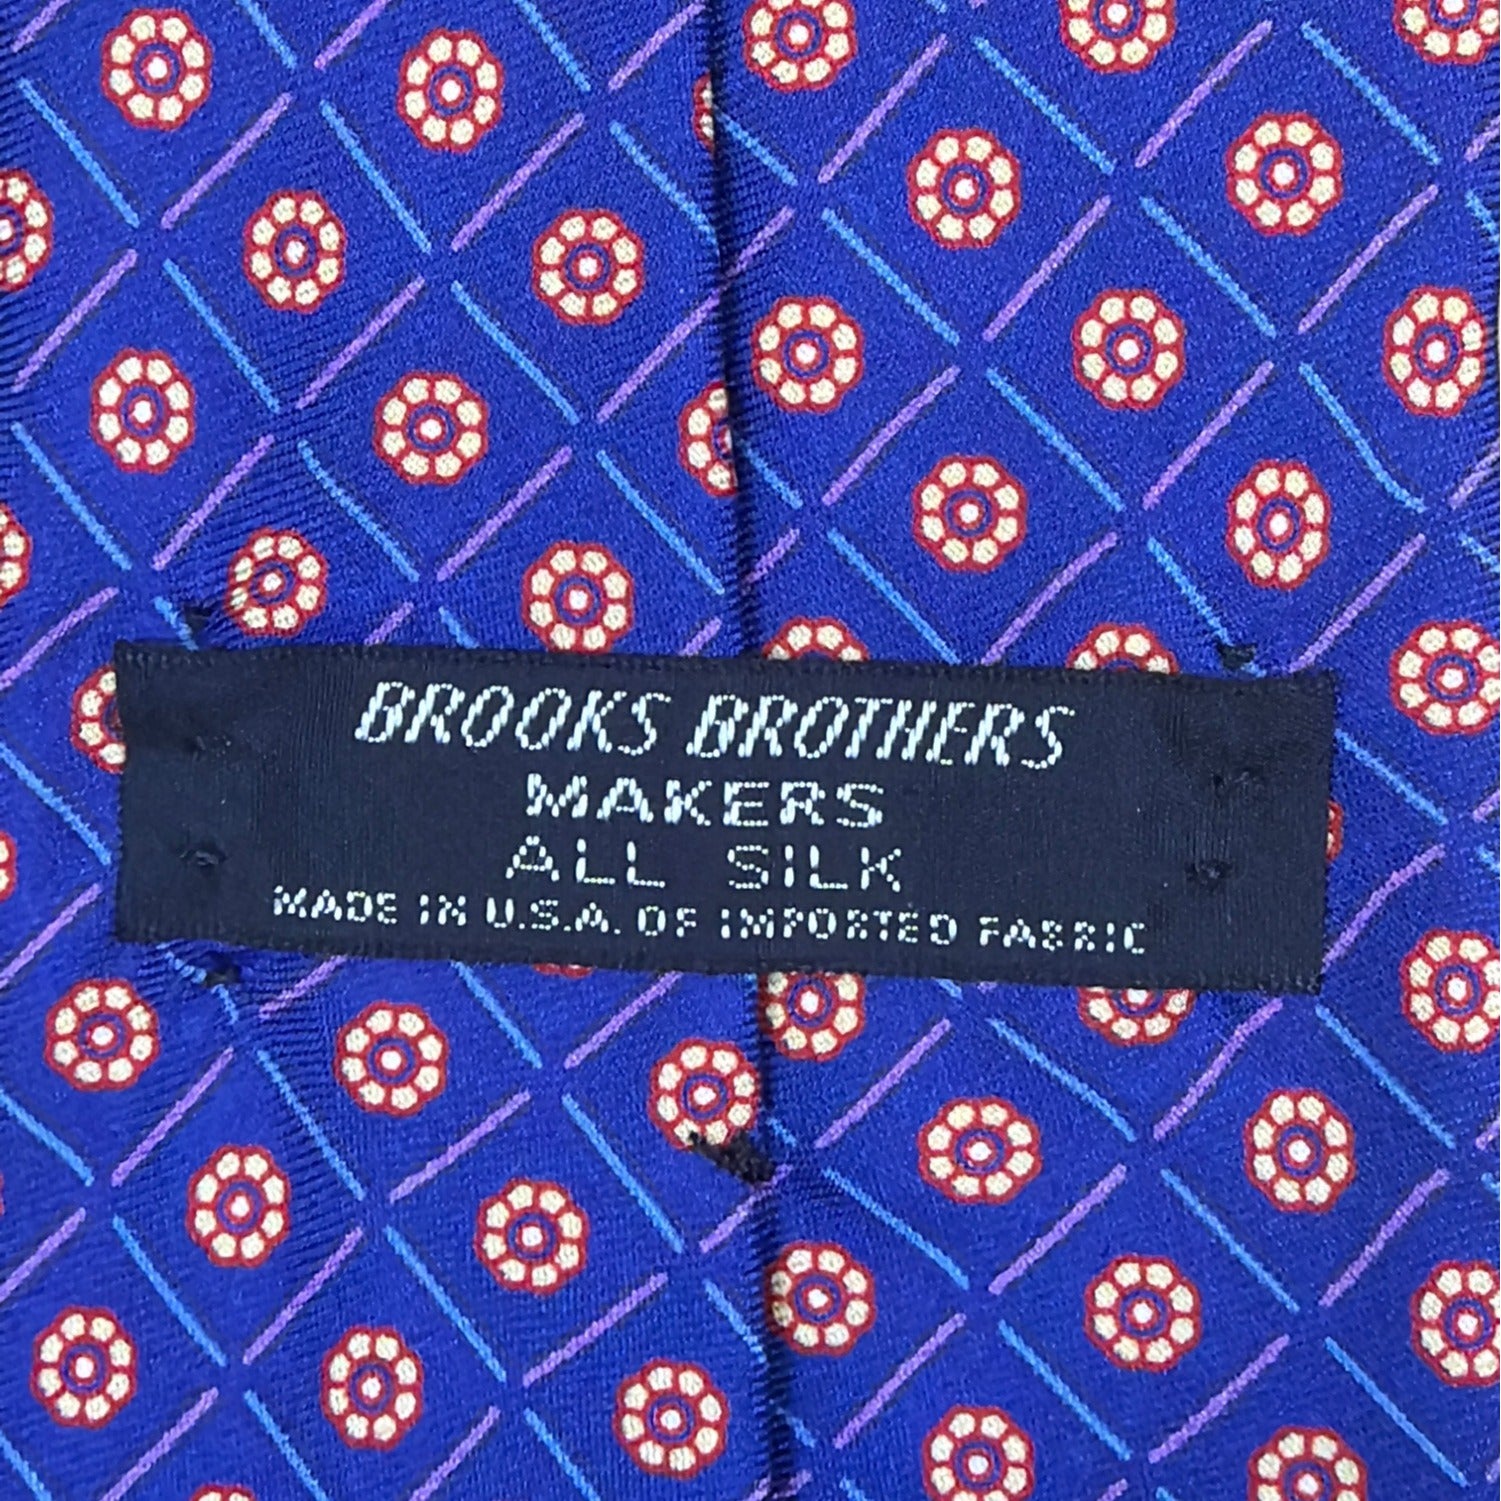 BROOKS BROTHERS
MAKERS
ALL SILK
MADE IN U.S.A. OF IMPORTED FABRIC